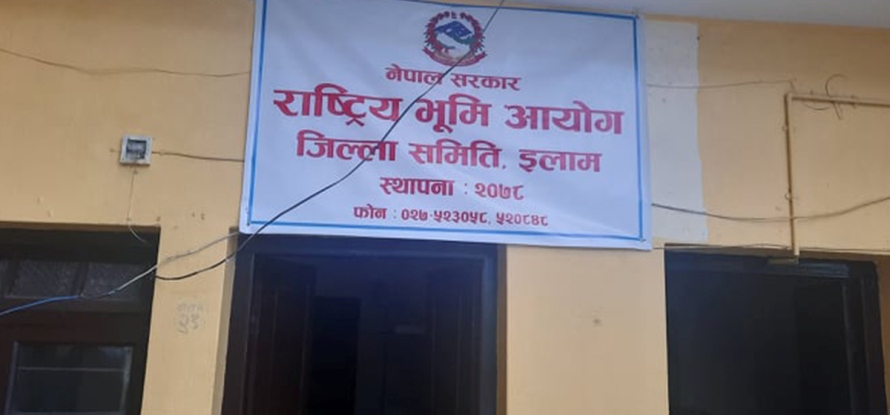 नेपाल सरकार
राष्ट्रिय भूमि आयोग
जिल्ला समिति, इलाम
स्थापना : २०७८
फोन : ०२७-५२३०५८, ५२०८४८